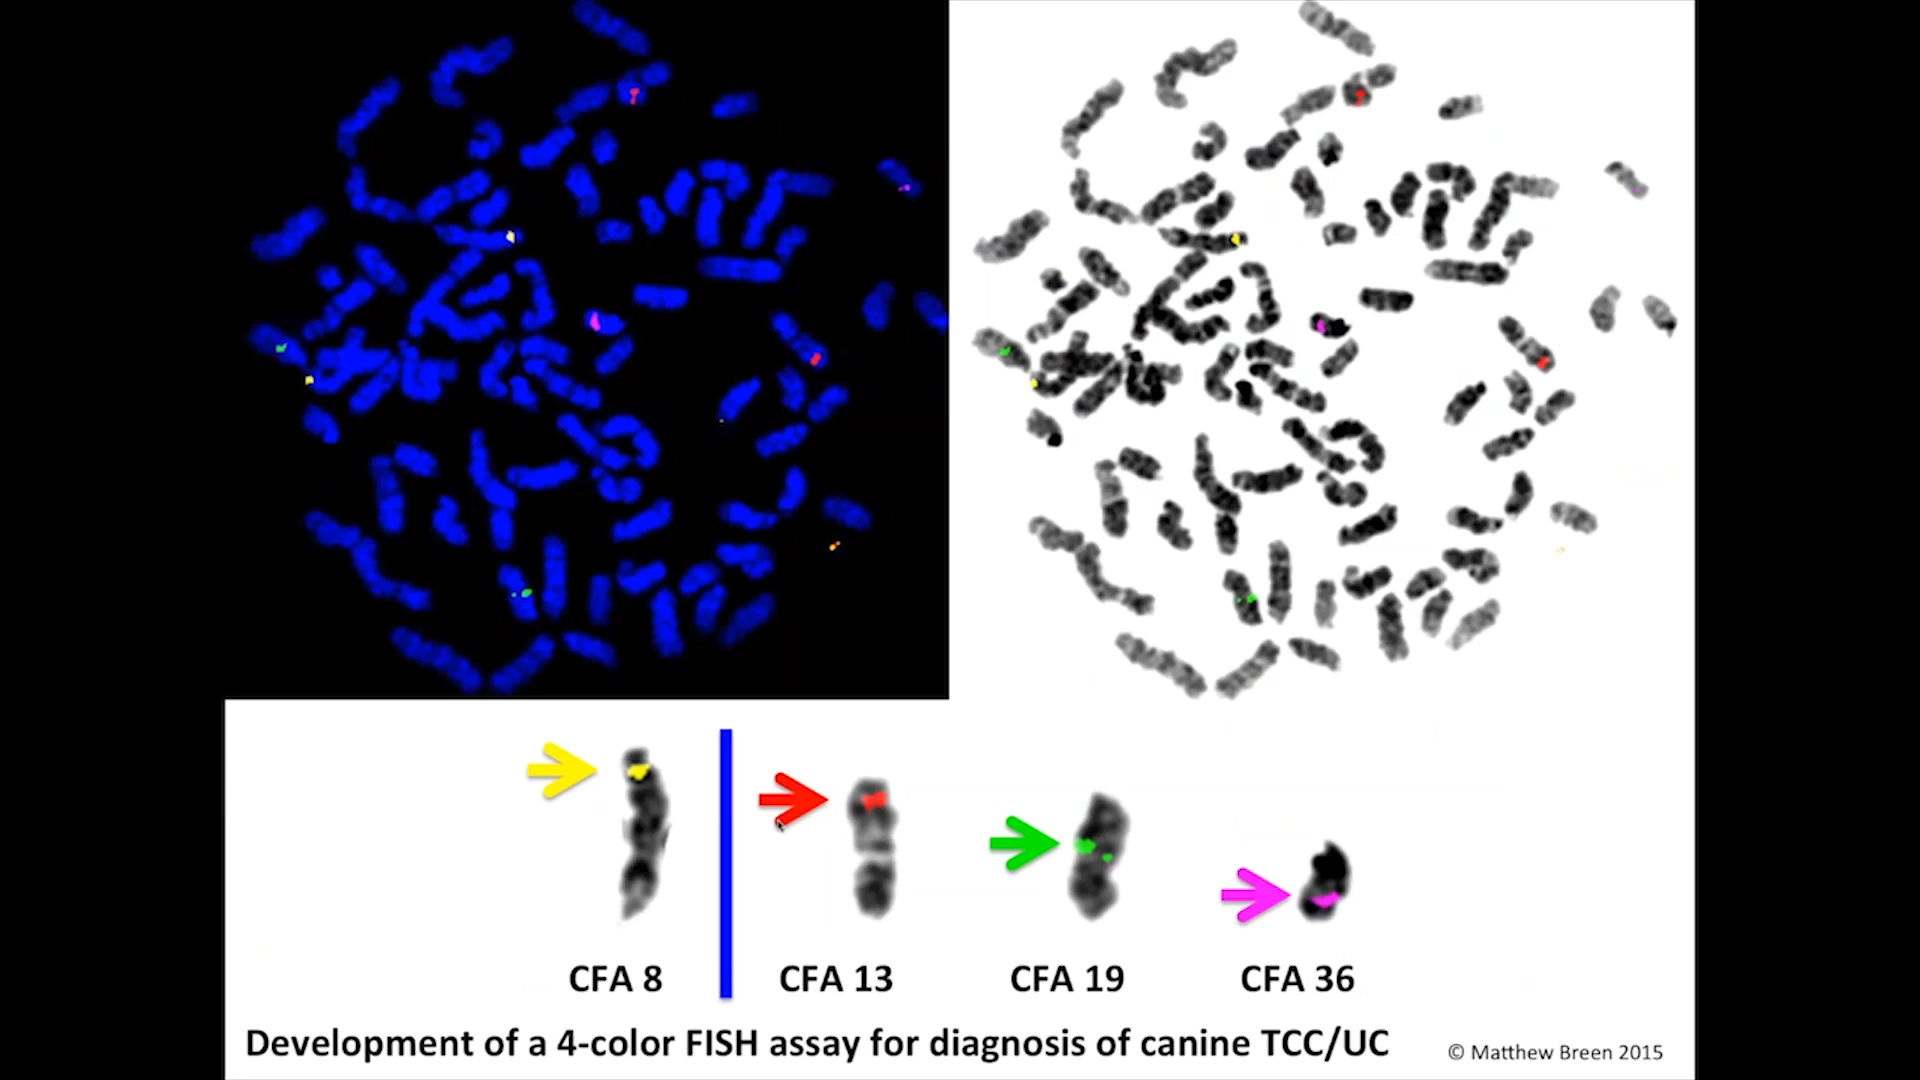 CFA 8
CFA 13
CFA 19
CFA 36
Development of a 4-color FISH assay for diagnosis of canine TCC/UC
© Matthew Breen 2015